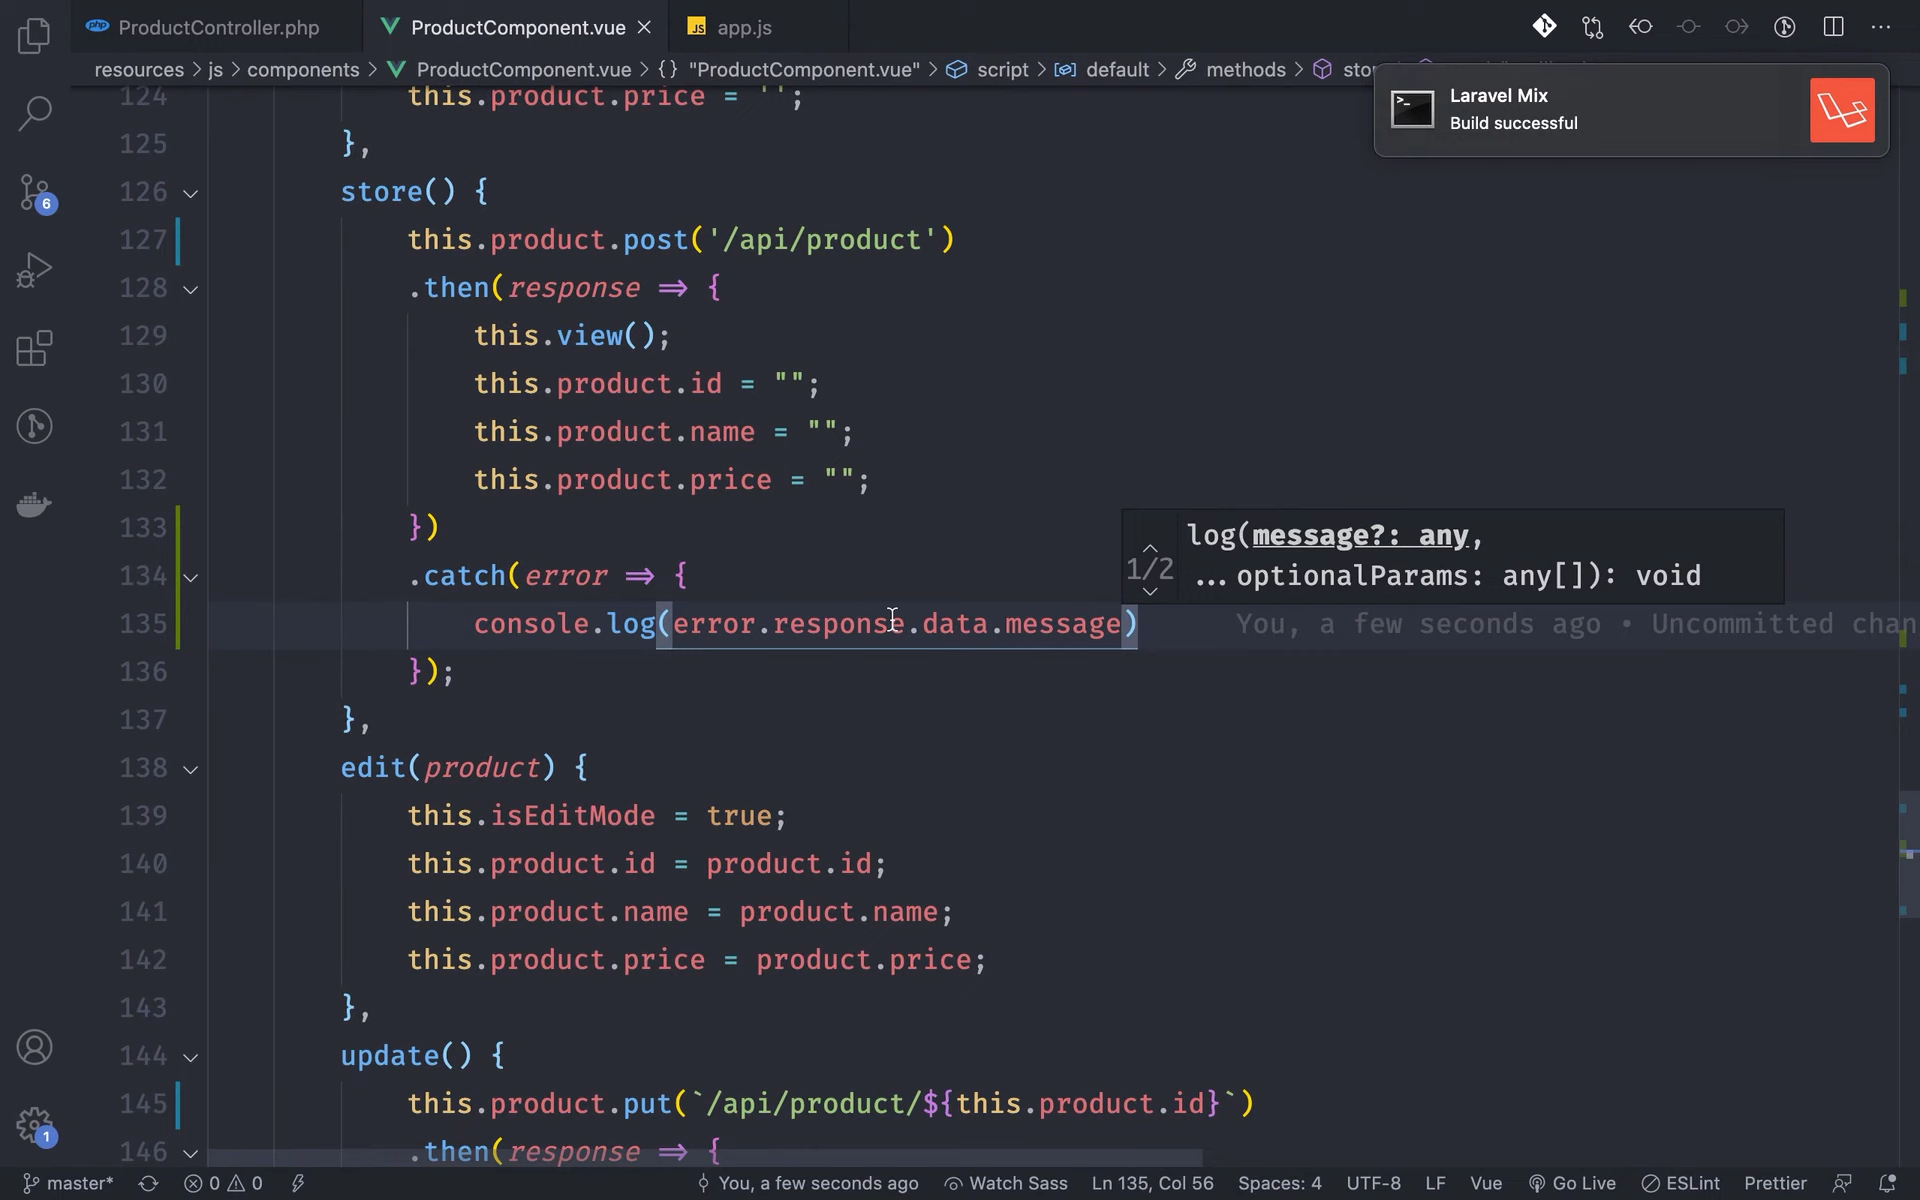 ProductController.php
ProductComponent.vue
JS app.js
resources > js > components > ProductComponent.vue > {} "ProductComponent.vue" > script > default > methods > sto
Laravel Mix
Build successful
124 this.product.price = '';
125 },
126 store() {
127 this.product.post('/api/product')
128 .then(response => {
129 this.view();
130 this.product.id = "";
131 this.product.name = "";
132 this.product.price = "";
133 })
134 .catch(error => {
135 console.log(error.response.data.message) You, a few seconds ago • Uncommitted chan
log(message?: any,
1/2 ...optionalParams: any[]): void
136 });
137 },
138 edit(product) {
139 this.isEditMode = true;
140 this.product.id = product.id;
141 this.product.name = product.name;
142 this.product.price = product.price;
143 },
144 update() {
145 this.product.put(`/api/product/${this.product.id}`)
146 .then(response => {
6
1
master* 0 0 You, a few seconds ago Watch Sass Ln 135, Col 56 Spaces: 4 UTF-8 LF Vue Go Live ESLint Prettier